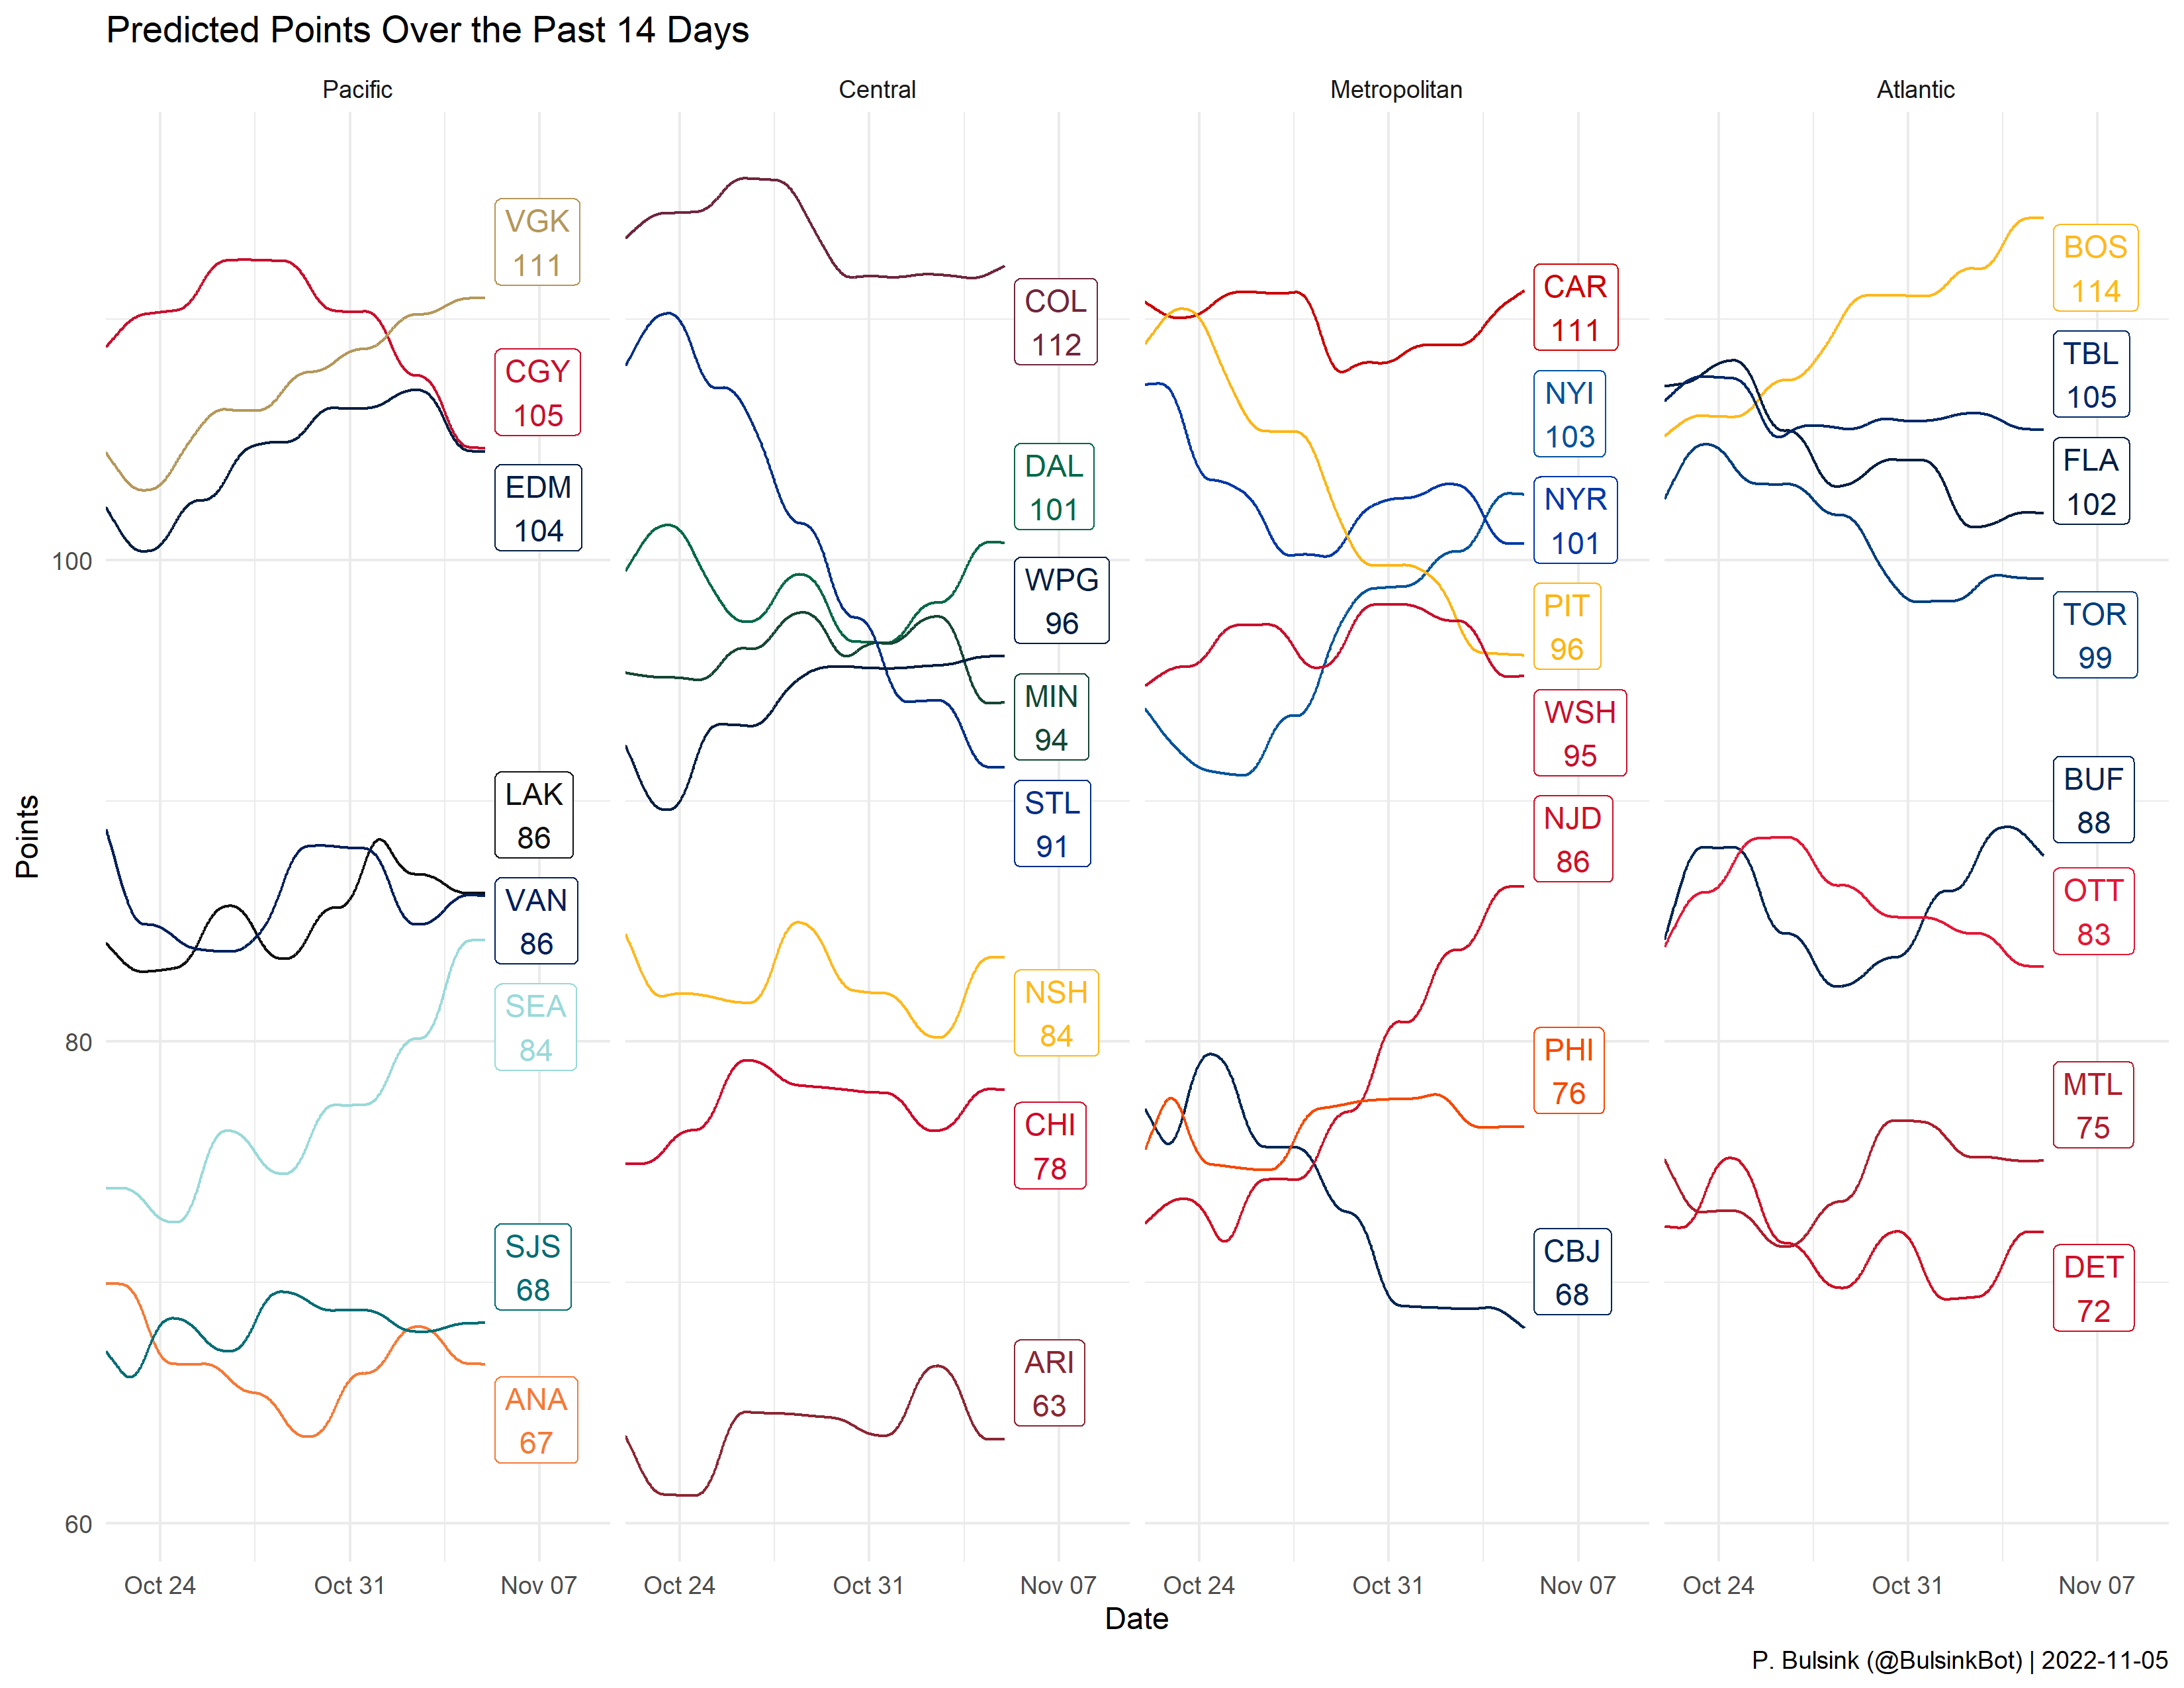 Predicted Points Over the Past 14 Days
Pacific
Central
Metropolitan
Atlantic
Points
100
80
60
VGK
111
CGY
105
EDM
104
LAK
86
VAN
86
SEA
84
SJS
68
ANA
67
COL
112
DAL
101
WPG
96
MIN
94
STL
91
NSH
84
CHI
78
ARI
63
CAR
111
NYI
103
NYR
101
PIT
96
WSH
95
NJD
86
PHI
76
CBJ
68
BOS
114
TBL
105
FLA
102
TOR
99
BUF
88
OTT
83
MTL
75
DET
72
Oct 24
Oct 31
Nov 07
Oct 24
Oct 31
Nov 07
Oct 24
Oct 31
Nov 07
Oct 24
Oct 31
Nov 07
Date
P. Bulsink (@BulsinkBot) | 2022-11-05